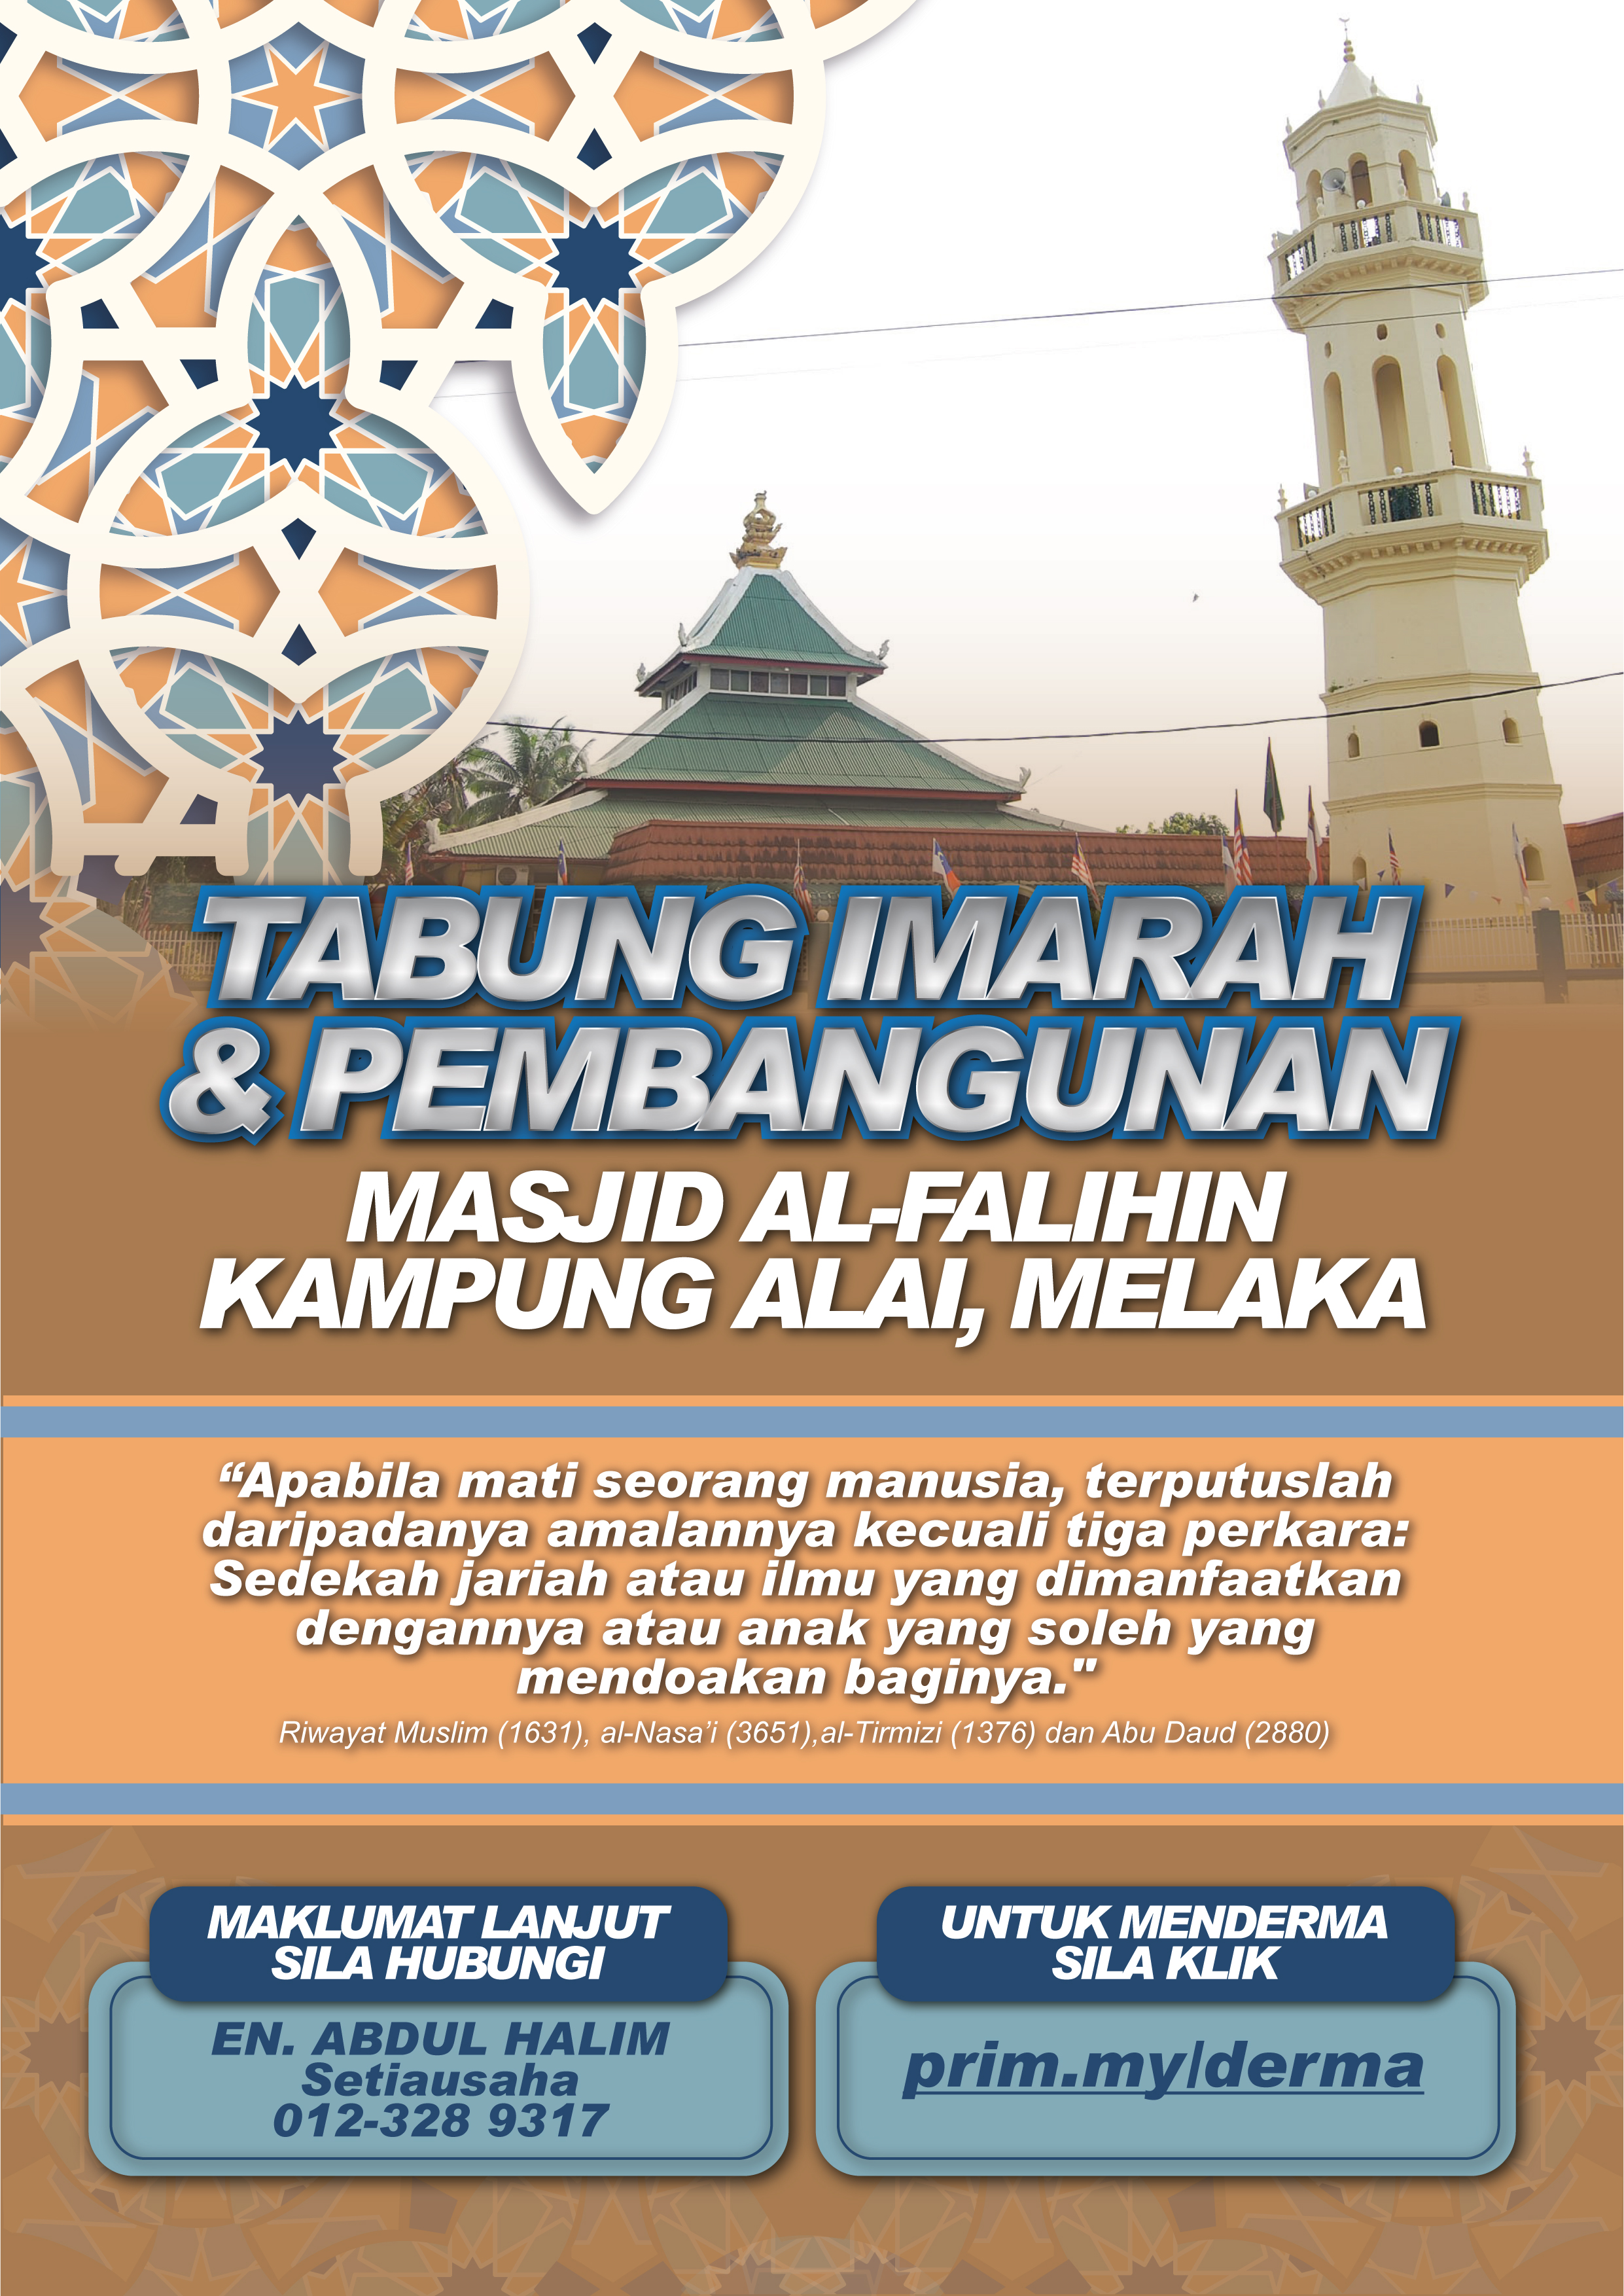 TABUNG IMARAH
& PEMBANGUNAN
MASJID AL-FALIHIN
KAMPUNG ALAI, MELAKA
“Apabila mati seorang manusia, terputuslah
daripadanya amalannya kecuali tiga perkara:
Sedekah jariah atau ilmu yang dimanfaatkan
dengannya atau anak yang soleh yang
mendoakan baginya."
Riwayat Muslim (1631), al-Nasa’i (3651),al-Tirmizi (1376) dan Abu Daud (2880)
MAKLUMAT LANJUT
SILA HUBUNGI
EN. ABDUL HALIM
Setiausaha
012-328 9317
UNTUK MENDERMA
SILA KLIK
prim.my/derma